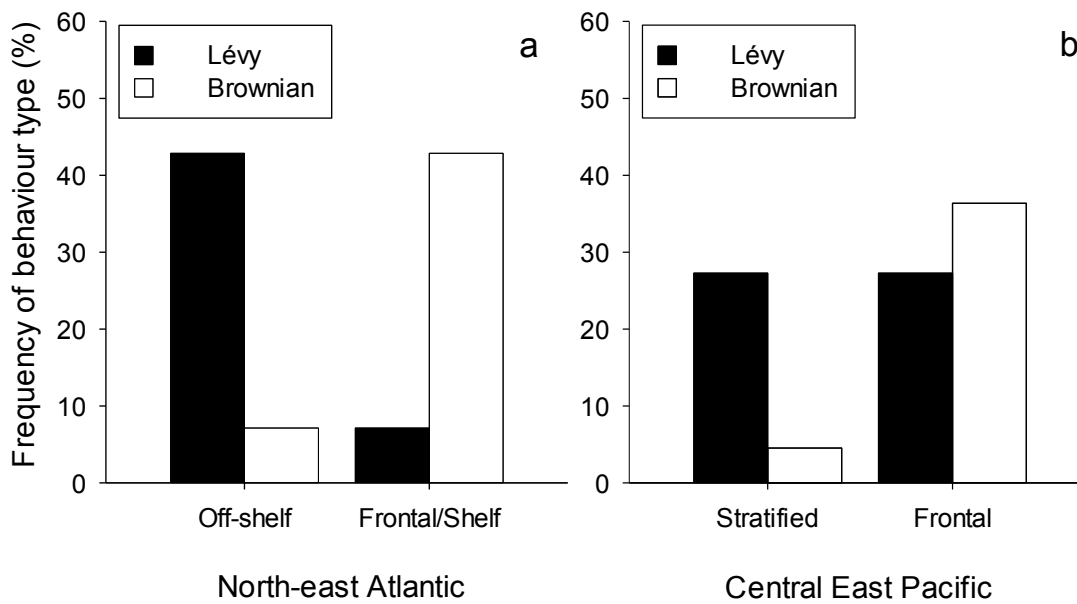 Frequency of behaviour type (%)
60
50
40
30
20
10
0
Lévy
Brownian
a
Off-shelf Frontal/Shelf
North-east Atlantic
60
50
40
30
20
10
0
Lévy
Brownian
b
Stratified Frontal
Central East Pacific